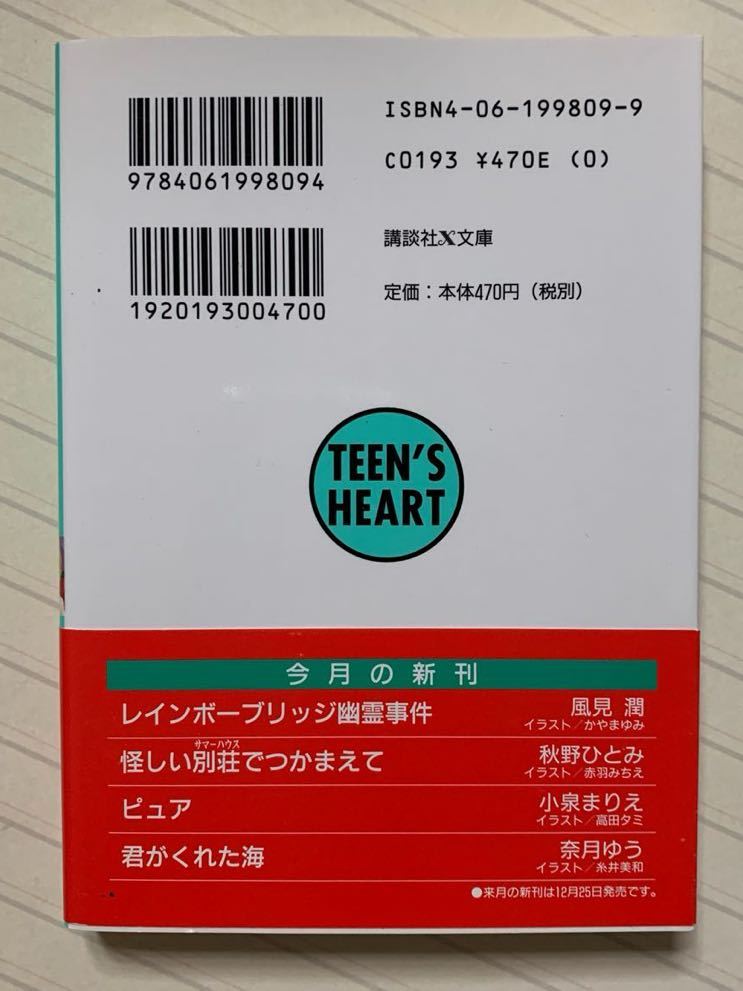 9784061998094
ISBN4-06-199809-9
C0193 ¥470E (0)
1920193004700
講談社X文庫
定価：本体470円（税別）
TEEN'S
HEART
今月の新刊
レインボーブリッジ幽霊事件 風見 潤
イラスト／かやまゆみ
サマーハウス
怪しい別荘でつかまえて 秋野ひとみ
イラスト／赤羽みちえ
ピュア 小泉まりえ
イラスト／高田タミ
君がくれた海 奈月ゆう
イラスト／糸井美和
●来月の新刊は12月25日発売です。